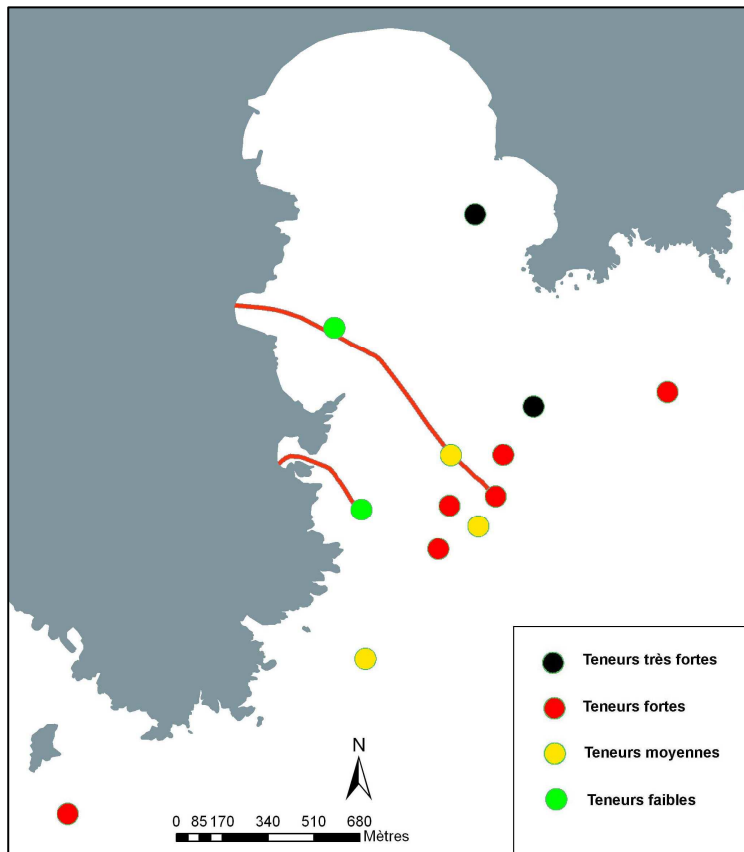 Teneurs très fortes
Teneurs fortes
Teneurs moyennes
Teneurs faibles
N
0 85 170 340 510 680
Mètres